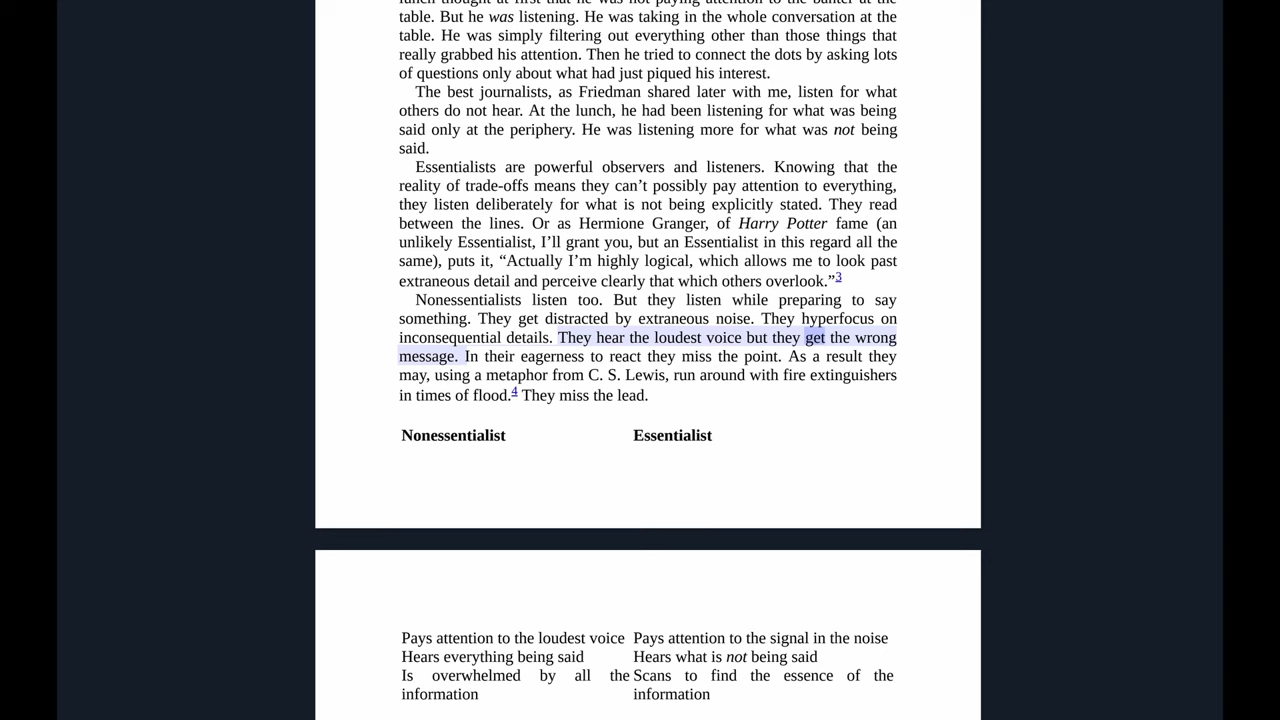 lunch thought at first that he was not paying attention to the banter at the
table. But he was listening. He was taking in the whole conversation at the
table. He was simply filtering out everything other than those things that
really grabbed his attention. Then he tried to connect the dots by asking lots
of questions only about what had just piqued his interest.
The best journalists, as Friedman shared later with me, listen for what
others do not hear. At the lunch, he had been listening for what was being
said only at the periphery. He was listening more for what was not being
said.
Essentialists are powerful observers and listeners. Knowing that the
reality of trade-offs means they can’t possibly pay attention to everything,
they listen deliberately for what is not being explicitly stated. They read
between the lines. Or as Hermione Granger, of Harry Potter fame (an
unlikely Essentialist, I’ll grant you, but an Essentialist in this regard all the
same), puts it, “Actually I’m highly logical, which allows me to look past
extraneous detail and perceive clearly that which others overlook.”3
Nonessentialists listen too. But they listen while preparing to say
something. They get distracted by extraneous noise. They hyperfocus on
inconsequential details. They hear the loudest voice but they get the wrong
message. In their eagerness to react they miss the point. As a result they
may, using a metaphor from C. S. Lewis, run around with fire extinguishers
in times of flood.4 They miss the lead.
Nonessentialist Essentialist
Pays attention to the loudest voice Pays attention to the signal in the noise
Hears everything being said Hears what is not being said
Is overwhelmed by all the Scans to find the essence of the
information information